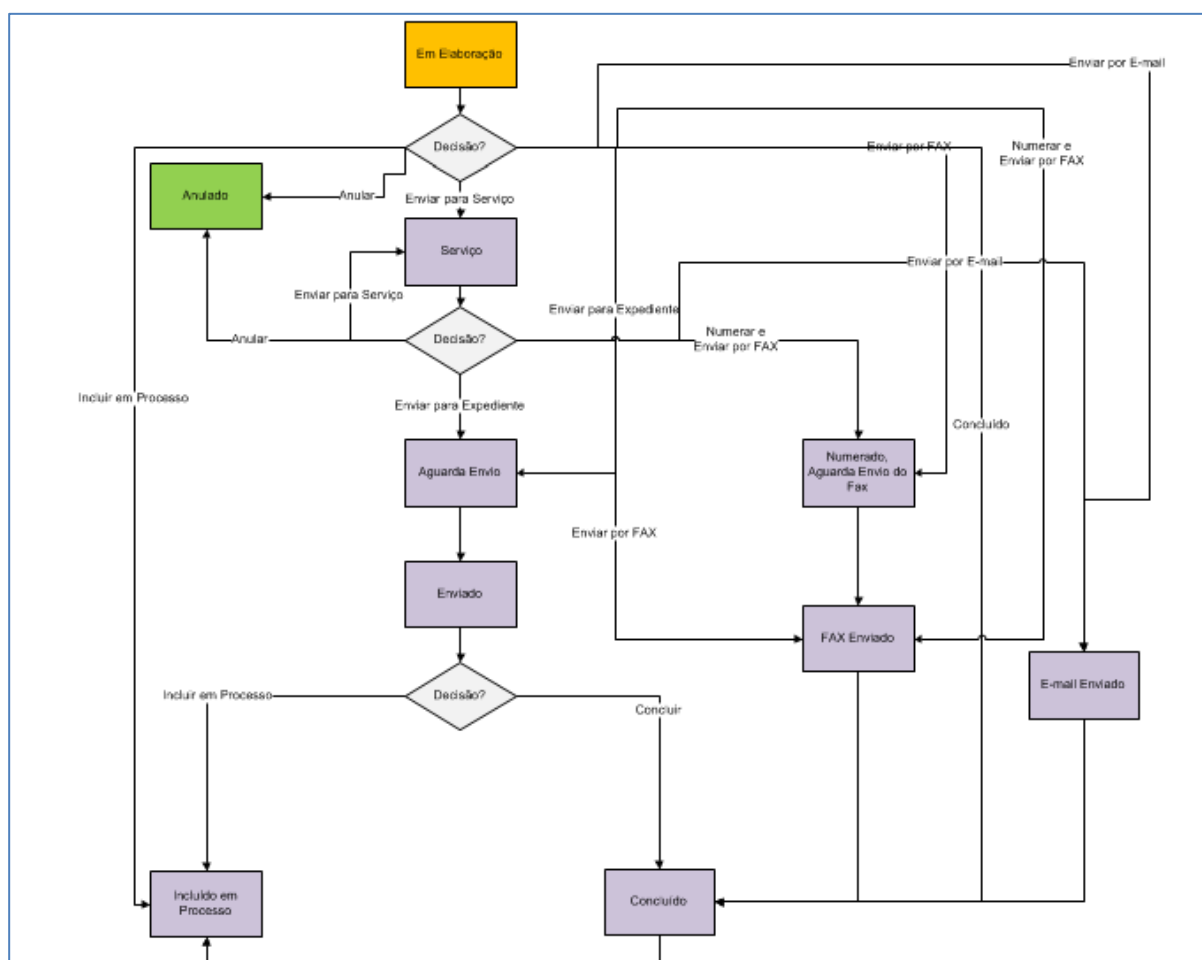 Em Elaboração
Enviar por E-mail
Decisão?
Enviar por FAX
Numerar e
Enviar por FAX
Anulado
Anular
Enviar para Serviço
Serviço
Enviar por E-mail
Enviar para Serviço
Enviar para Expediente
Anular
Decisão?
Numerar e
Enviar por FAX
Incluir em Processo
Enviar para Expediente
Concluído
Aguarda Envio
Numerado,
Aguarda Envio do
Fax
Enviar por FAX
Enviado
FAX Enviado
E-mail Enviado
Incluir em Processo
Decisão?
Concluir
Incluído em
Processo
Concluído